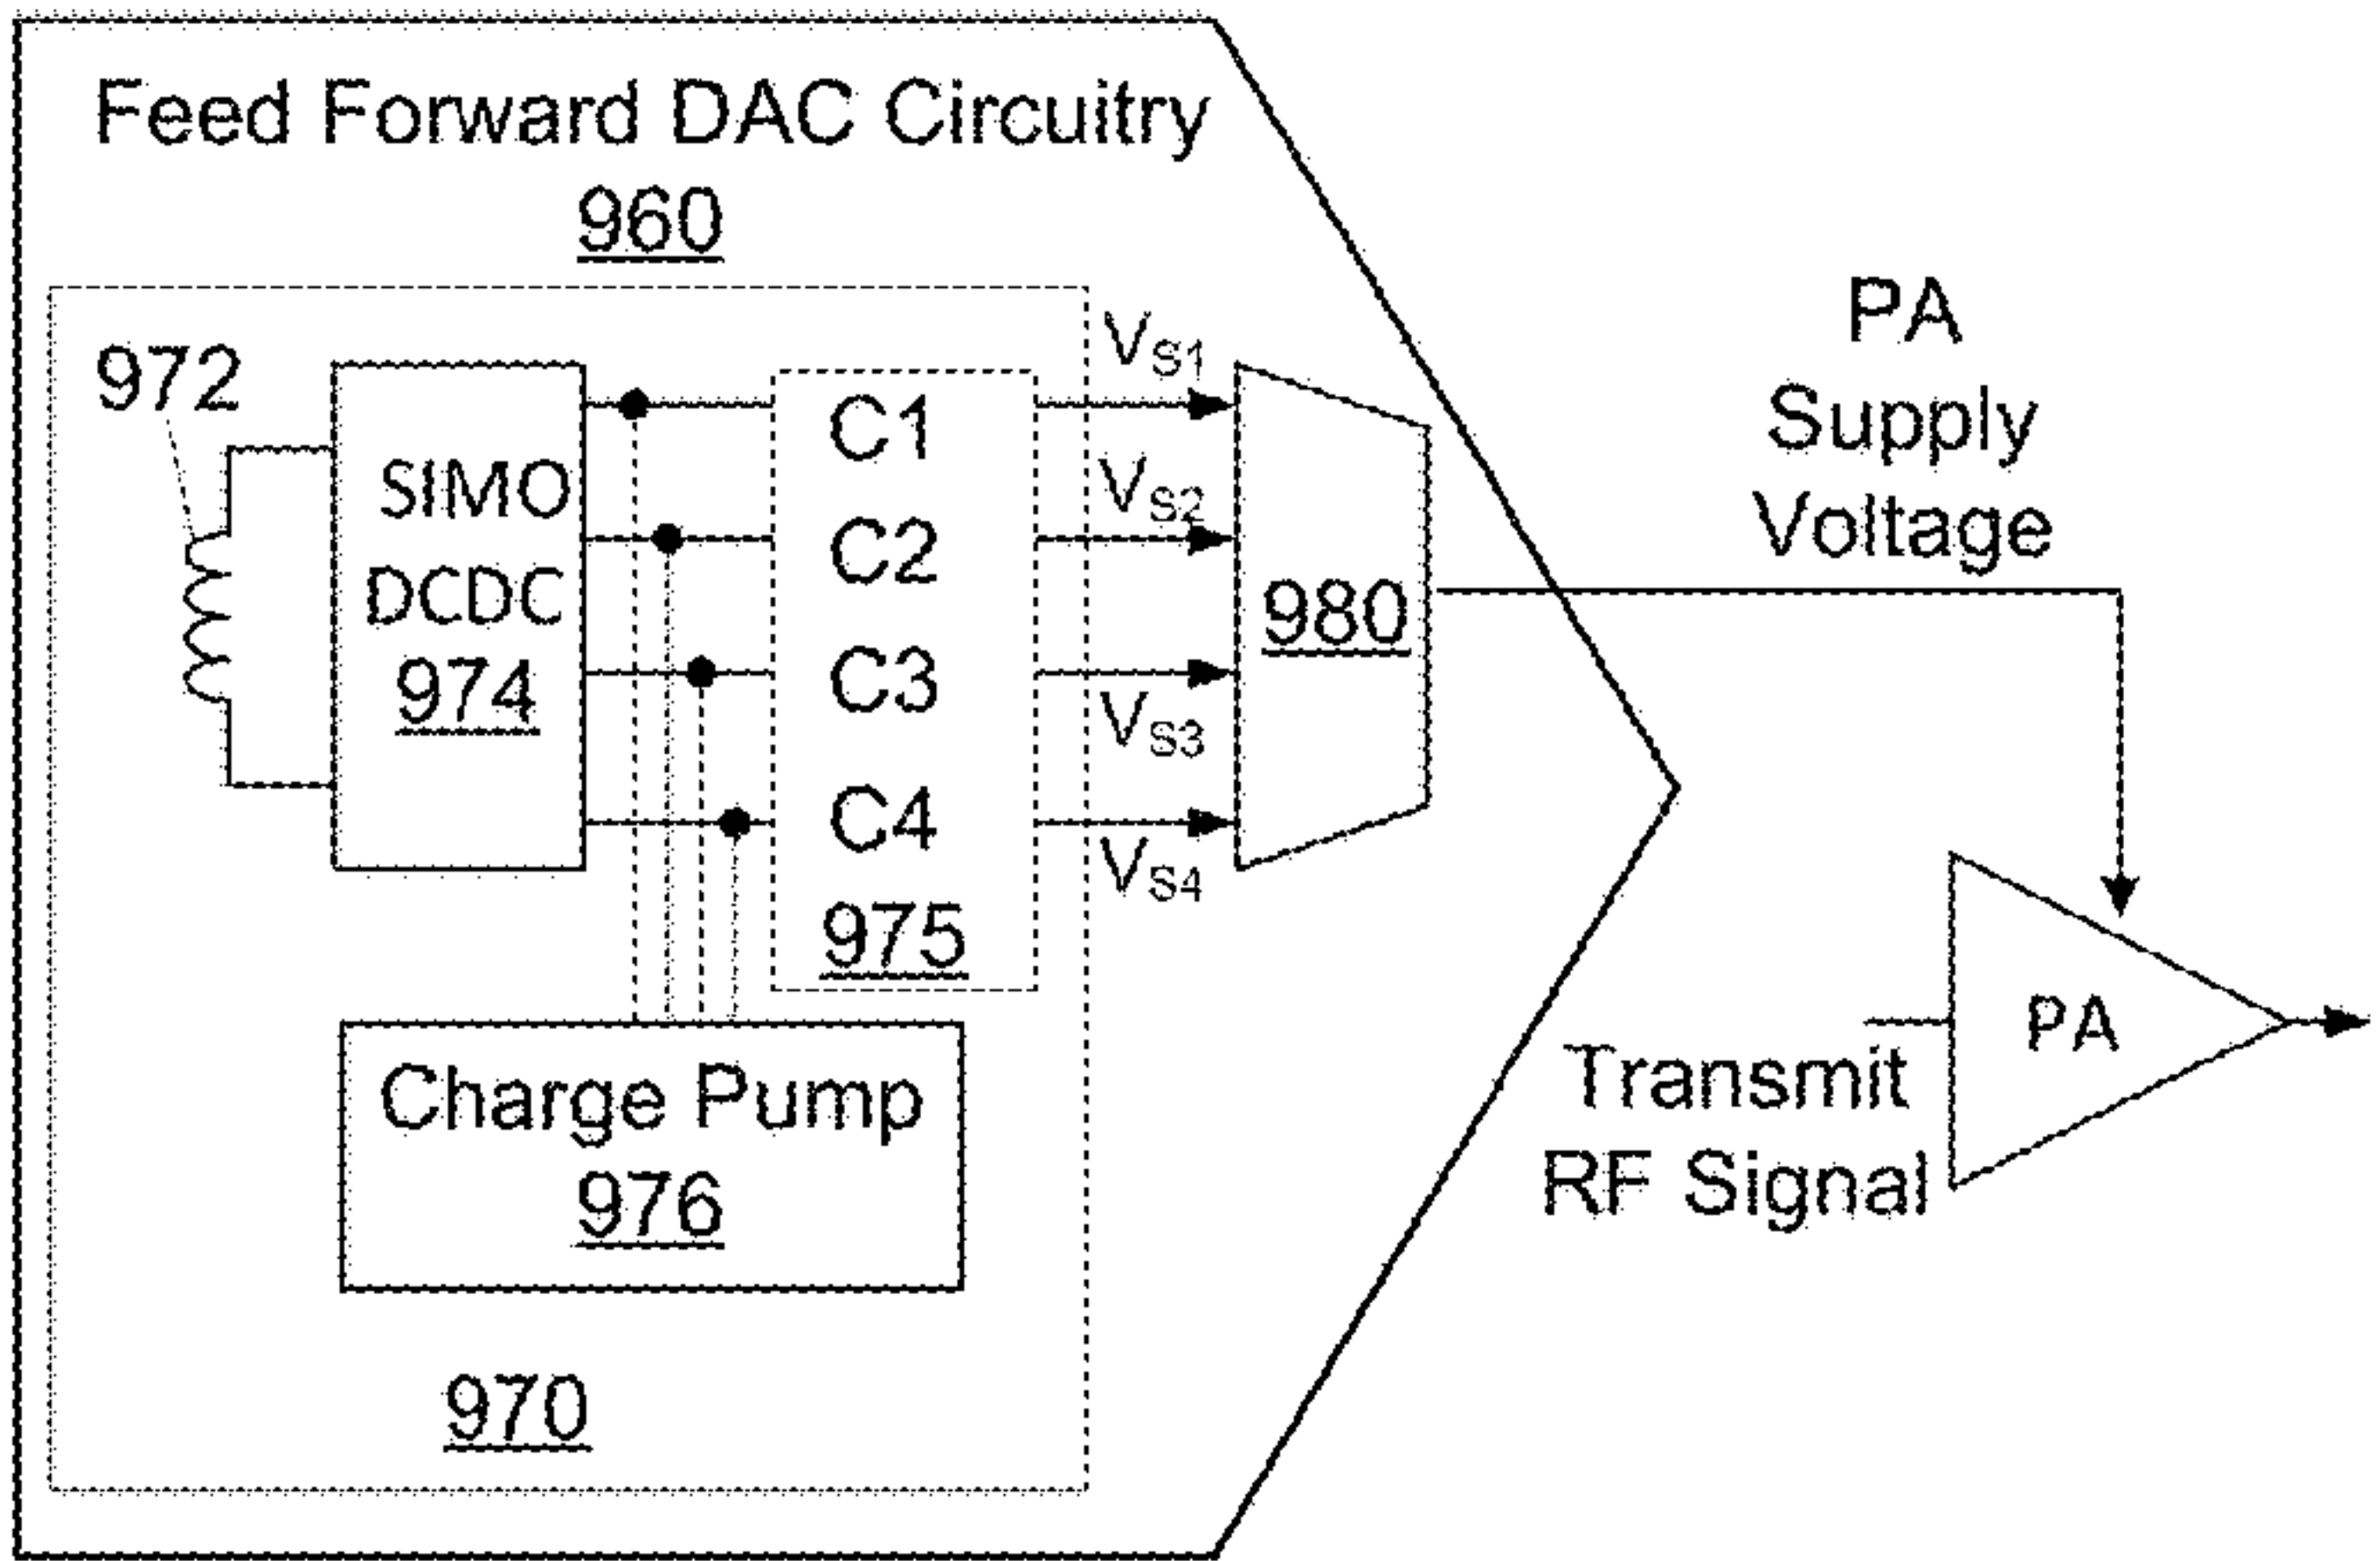 Feed Forward DAC Circuitry
960
972
SIMO
DCDC
974
C1
C2
C3
C4
975
VS1
VS2
VS3
VS4
980
Charge Pump
976
970
PA
Supply
Voltage
PA
Transmit
RF Signal